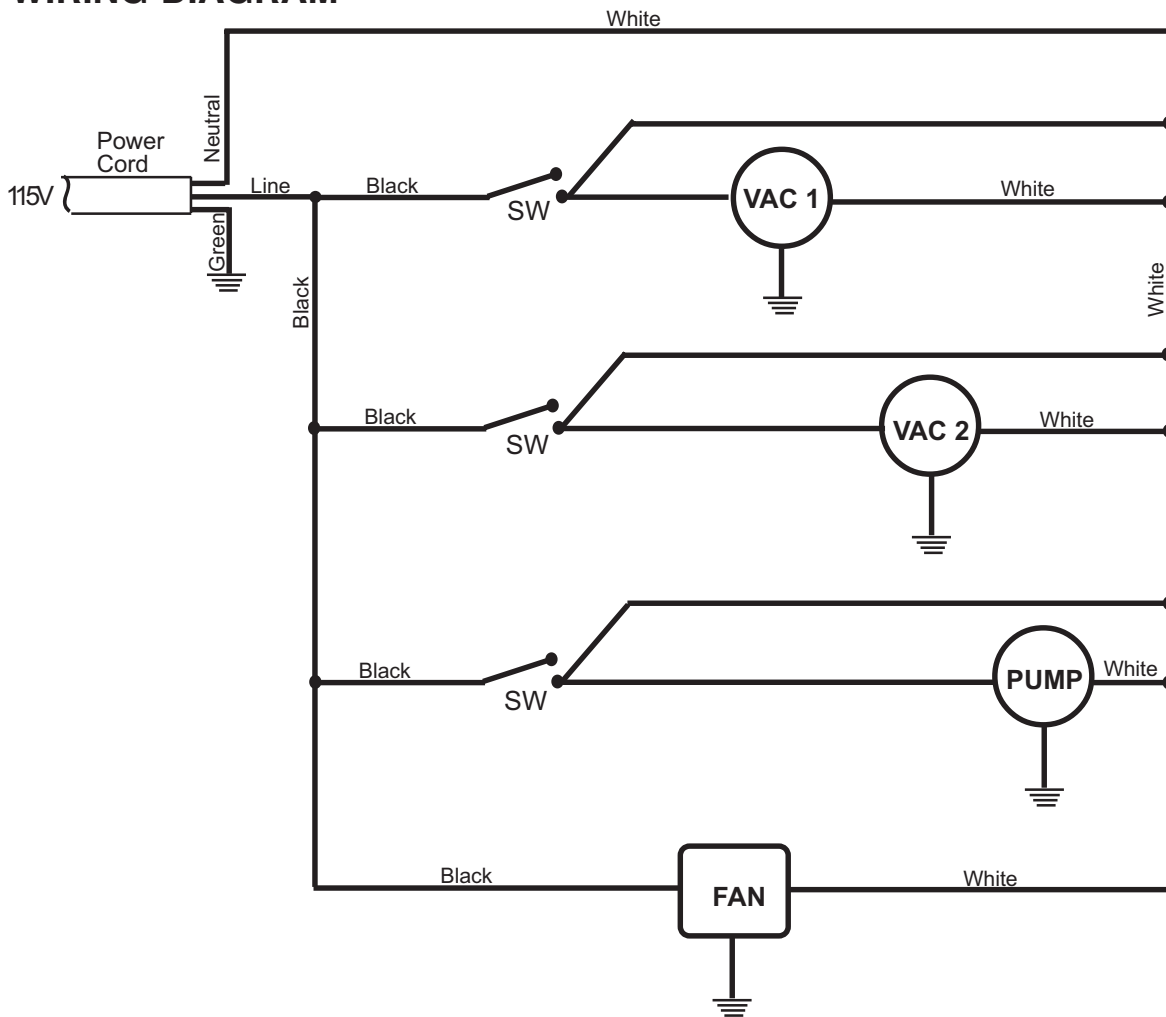 WIRING DIAGRAM
White
Neutral
Power
Cord
115V
Line
Black
SW
VAC 1
White
Green
Black
White
Black
SW
VAC 2
White
Black
SW
PUMP
White
Black
FAN
White